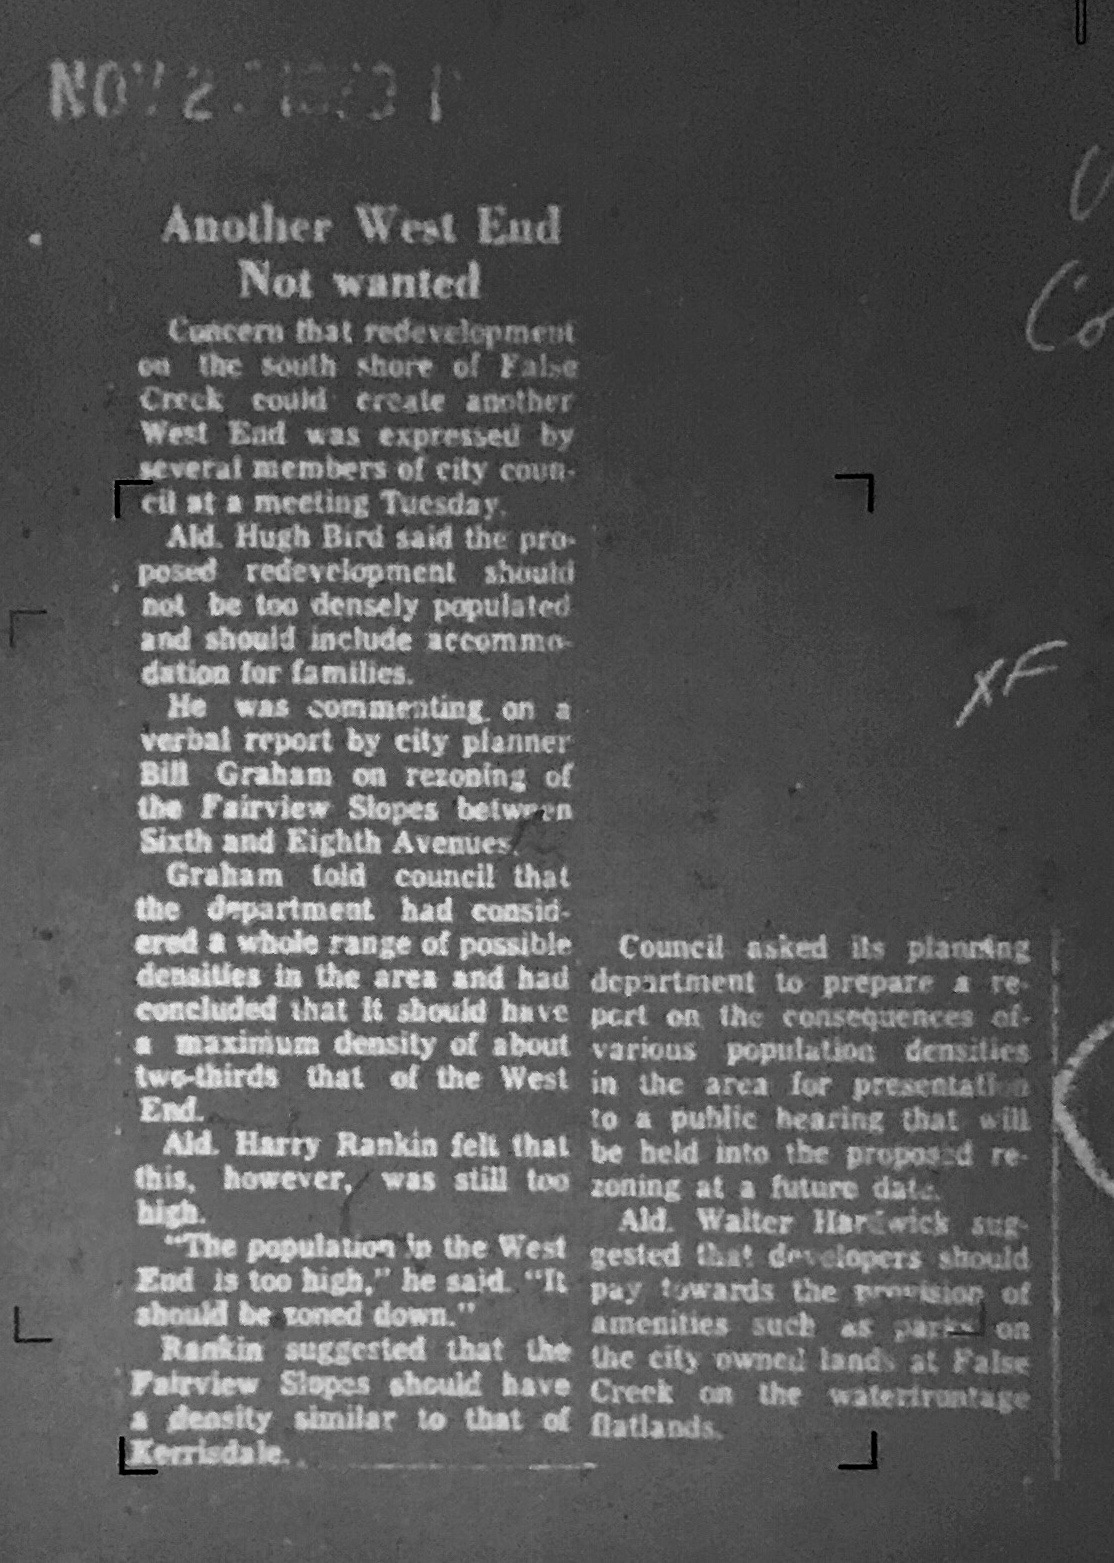 NOV 2
Another West End
Not wanted
Concern that redevelopment
on the south shore of False
Creek could create another
West End was expressed by
several members of city coun-
cil at a meeting Tuesday.
Ald. Hugh Bird said the pro-
posed redevelopment should
not be too densely populated
and should include accommo-
dation for families.
He was commenting on a
verbal report by city planner
Bill Graham on rezoning of
the Fairview Slopes between
Sixth and Eighth Avenues.
Graham told council that
the department had consid-
ered a whole range of possible
densities in the area and had
concluded that it should have
a maximum density of about
two-thirds that of the West
End.
Ald. Harry Rankin felt that
this, however, was still too
high.
"The population in the West
End is too high," he said. "It
should be zoned down."
Rankin suggested that the
Fairview Slopes should have
a density similar to that of
Kerrisdale.
Council asked its planning
department to prepare a re-
port on the consequences of
various population densities
in the area for presentation
to a public hearing that will
be held into the proposed re-
zoning at a future date.
Ald. Walter Hardwick sug-
gested that developers should
pay towards the provision of
amenities such as parks on
the city owned lands at False
Creek on the waterfrontage
flatlands.
XF